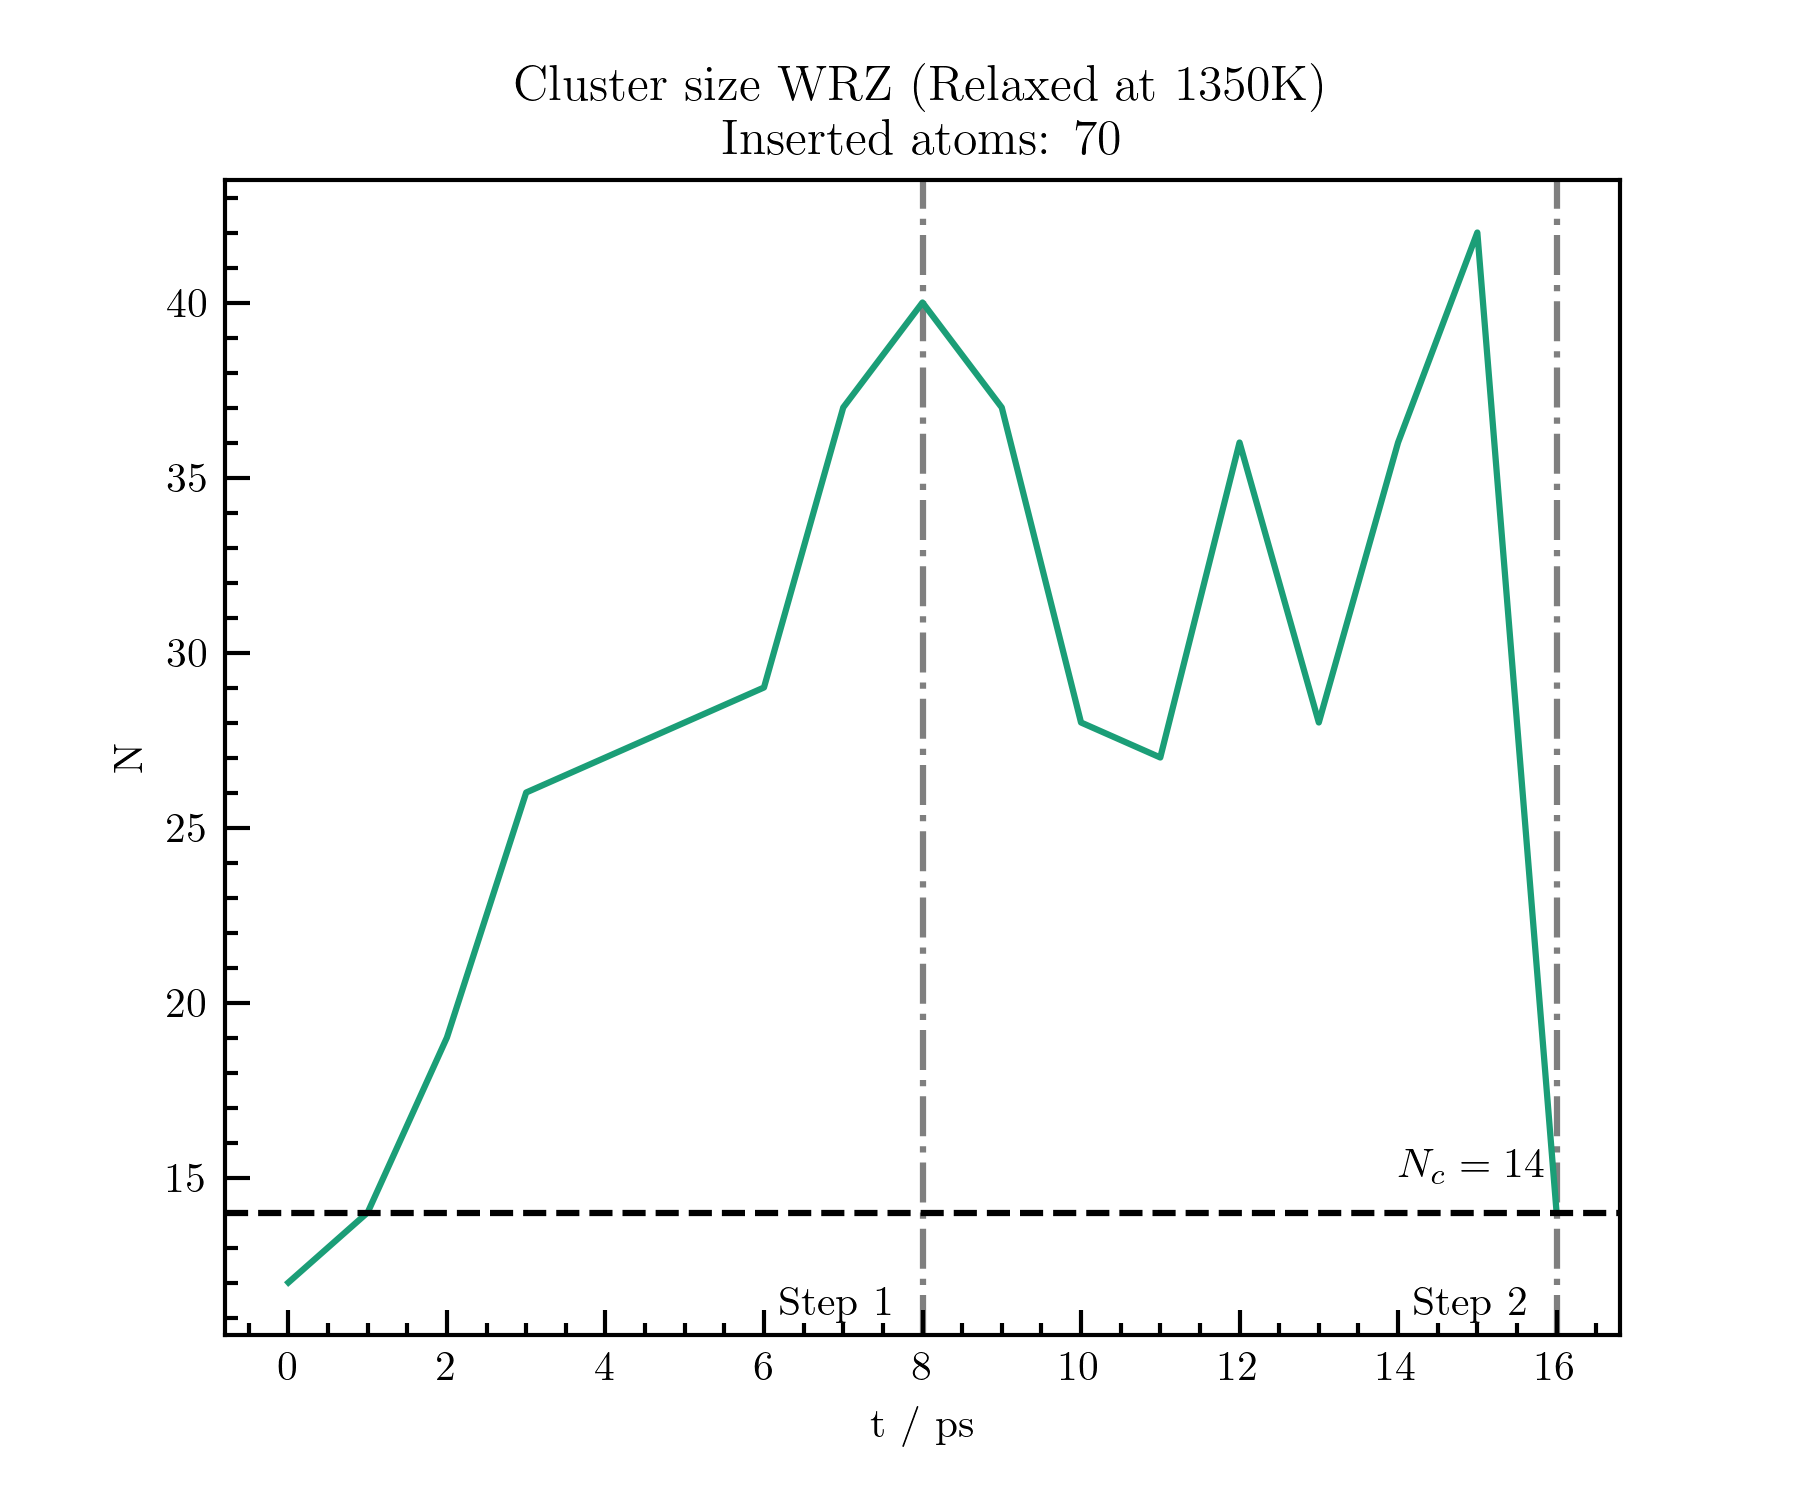 Cluster size WRZ (Relaxed at 1350K)
Inserted atoms: 70
40
35
30
25
20
15
N
N_c = 14
Step 1
Step 2
0 2 4 6 8 10 12 14 16
t / ps